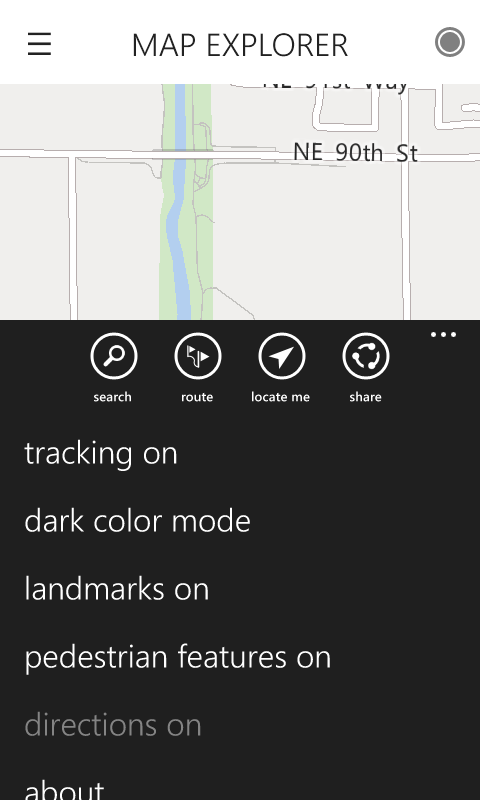 MAP EXPLORER
NE 91st Way
NE 90th St
search
route
locate me
share
tracking on
dark color mode
landmarks on
pedestrian features on
directions on
about